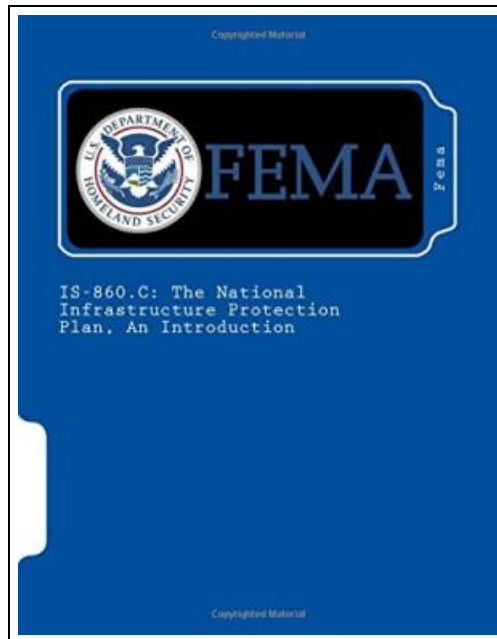 Copyrighted Material
U.S. DEPARTMENT OF
HOMELAND SECURITY
FEMA
Fema
IS-860.C: The National
Infrastructure Protection
Plan, An Introduction
Copyrighted Material